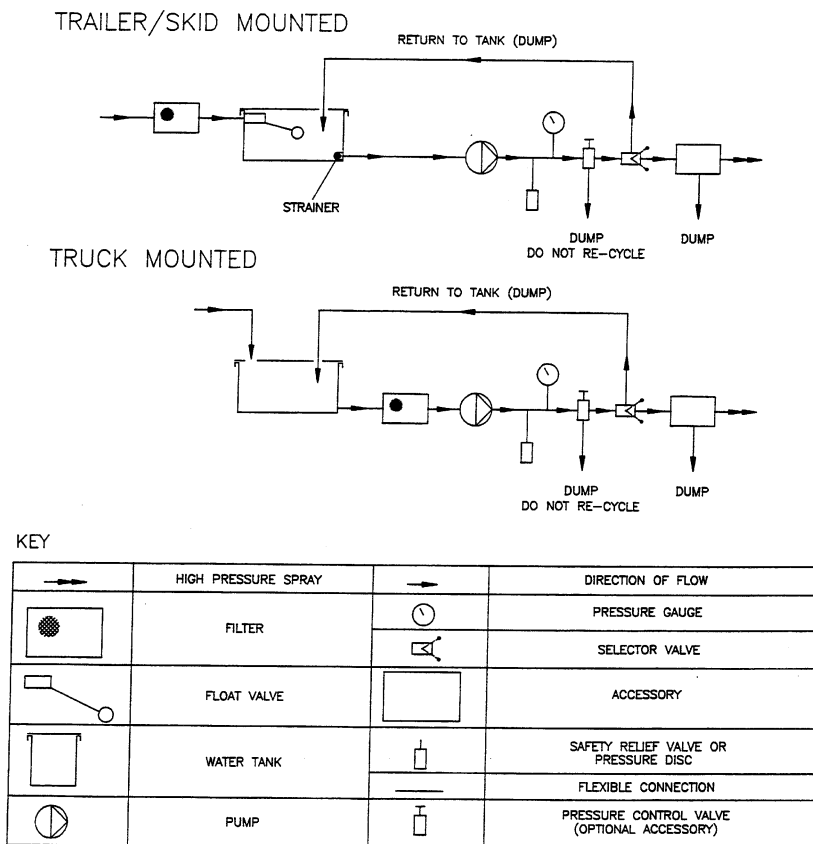 TRAILER/SKID MOUNTED
RETURN TO TANK (DUMP)
STRAINER
DUMP
DO NOT RE-CYCLE
DUMP
TRUCK MOUNTED
RETURN TO TANK (DUMP)
DUMP
DO NOT RE-CYCLE
DUMP
KEY
HIGH PRESSURE SPRAY
DIRECTION OF FLOW
FILTER
PRESSURE GAUGE
SELECTOR VALVE
FLOAT VALVE
ACCESSORY
WATER TANK
SAFETY RELIEF VALVE OR
PRESSURE DISC
FLEXIBLE CONNECTION
PUMP
PRESSURE CONTROL VALVE
(OPTIONAL ACCESSORY)